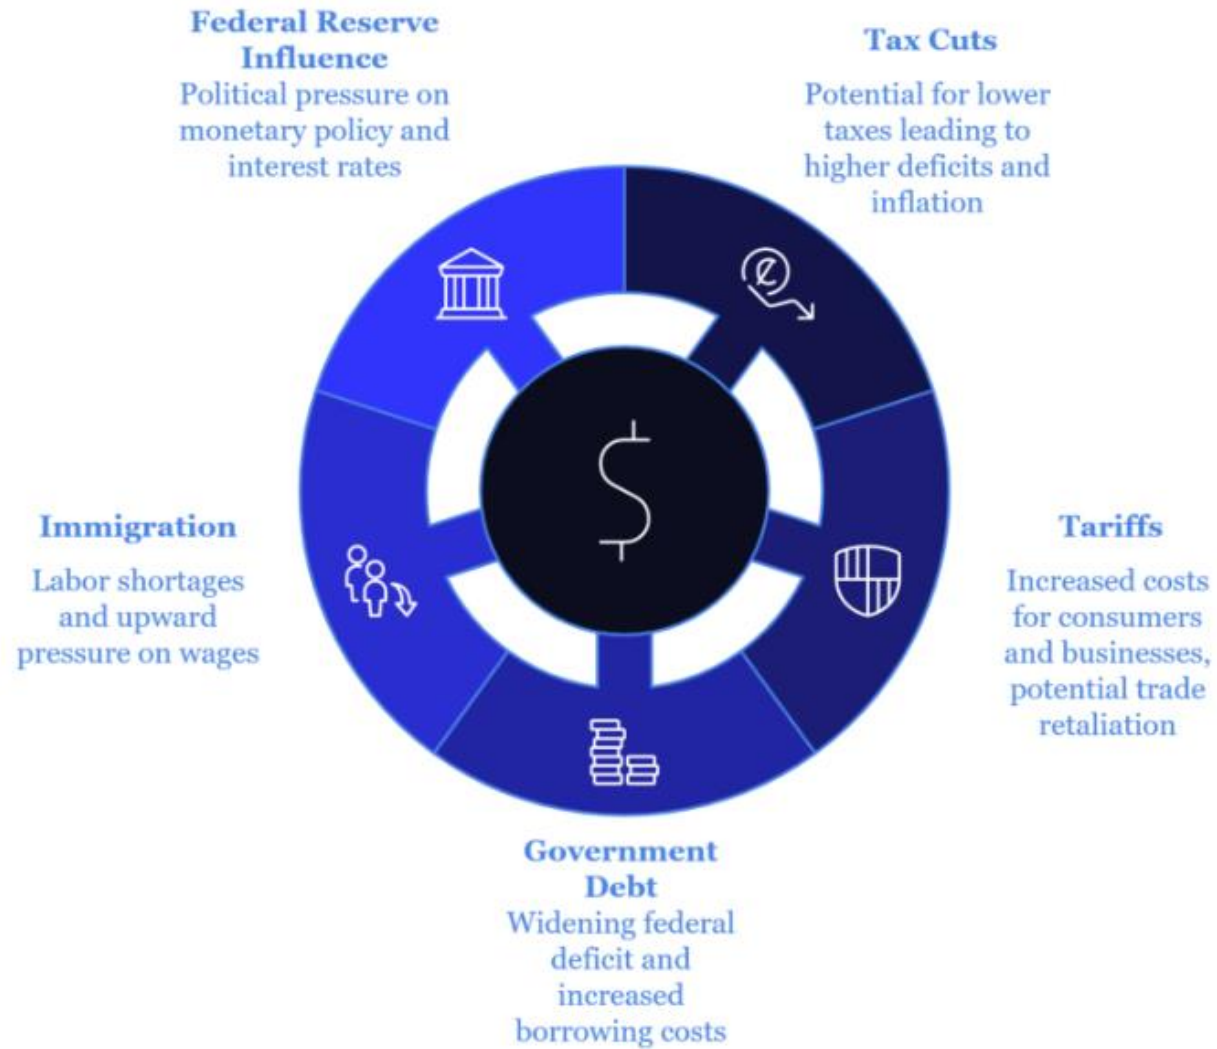 Federal Reserve
Influence
Political pressure on
monetary policy and
interest rates
Tax Cuts
Potential for lower
taxes leading to
higher deficits and
inflation
Immigration
Labor shortages
and upward
pressure on wages
$
Tariffs
Increased costs
for consumers
and businesses,
potential trade
retaliation
Government
Debt
Widening federal
deficit and
increased
borrowing costs